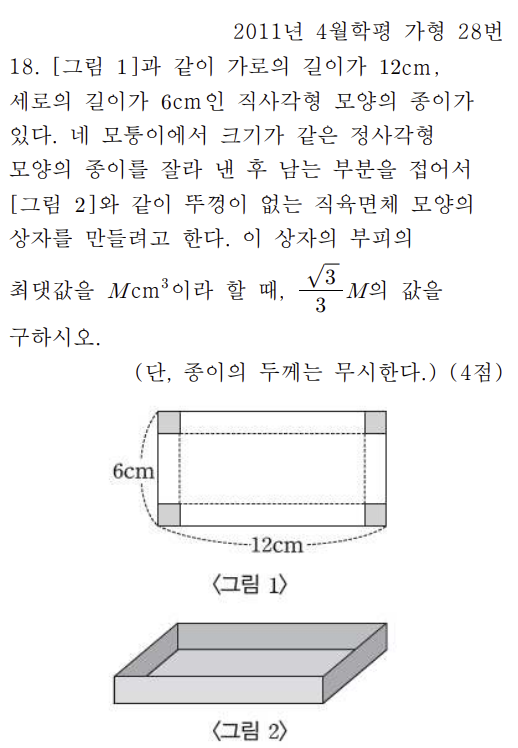 2011년 4월학평 가형 28번
18. [그림 1]과 같이 가로의 길이가 12cm,
세로의 길이가 6cm인 직사각형 모양의 종이가
있다. 네 모퉁이에서 크기가 같은 정사각형
모양의 종이를 잘라 낸 후 남는 부분을 접어서
[그림 2]와 같이 뚜껑이 없는 직육면체 모양의
상자를 만들려고 한다. 이 상자의 부피의
최댓값을 Mcm³이라 할 때, √3/3 M의 값을
구하시오.
(단, 종이의 두께는 무시한다.) (4점)
6cm
12cm
〈그림 1〉
〈그림 2〉